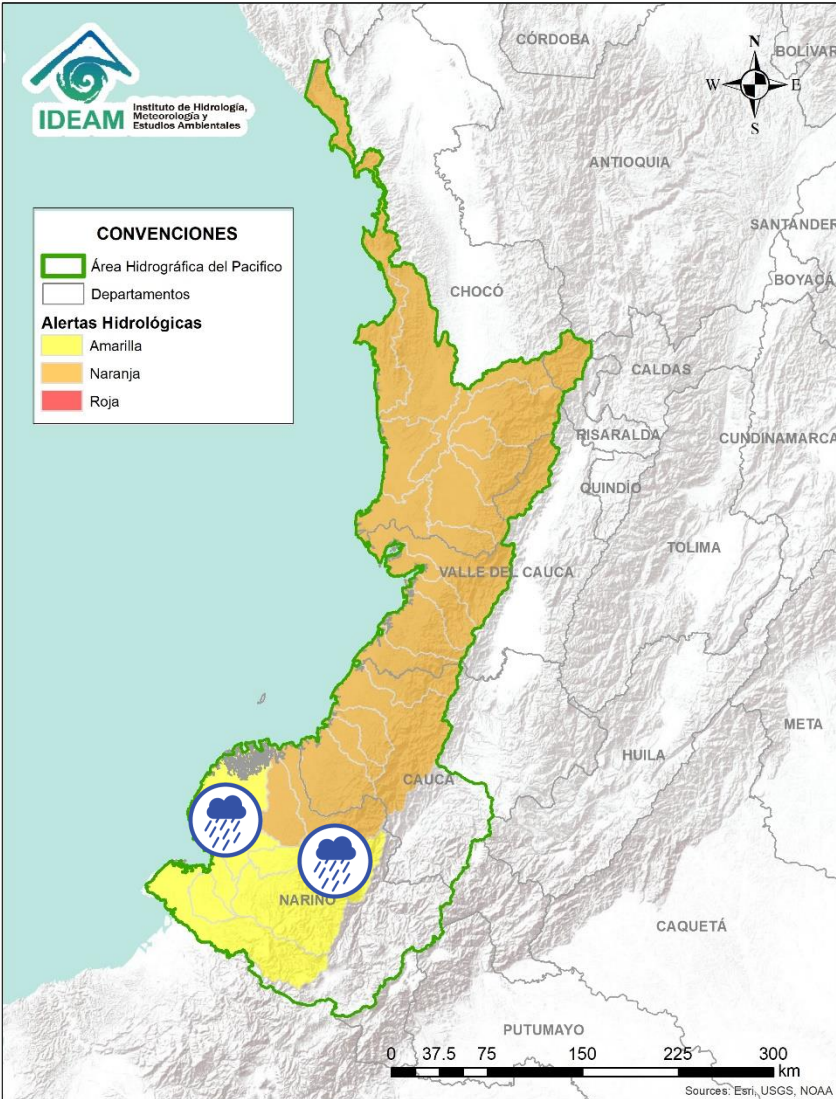 IDEAM
Instituto de Hidrología,
Meteorología y
Estudios Ambientales
CÓRDOBA
BOLÍVAR
N
W
E
S
ANTIOQUIA
SANTANDER
BOYACÁ
CONVENCIONES
Área Hidrográfica del Pacifico
Departamentos
Alertas Hidrológicas
Amarilla
Naranja
Roja
CHOCÓ
CALDAS
RISARALDA
CUNDINAMARCA
QUINDÍO
TOLIMA
VALLE DEL CAUCA
META
HUILA
CAUCA
NARIÑO
CAQUETÁ
PUTUMAYO
0 37.5 75 150 225 300
km
Sources: Esri, USGS, NOAA